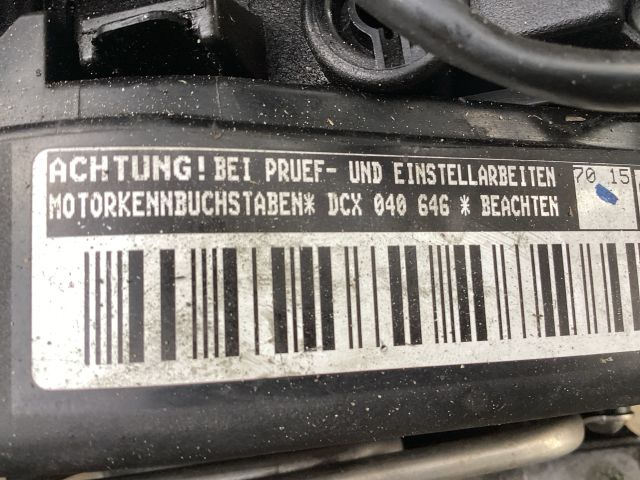 ACHTUNG! BEI PRUEF- UND EINSTELLARBEITEN
MOTORKENNBUCHSTABEN* DCX 040 646 * BEACHTEN
70 15